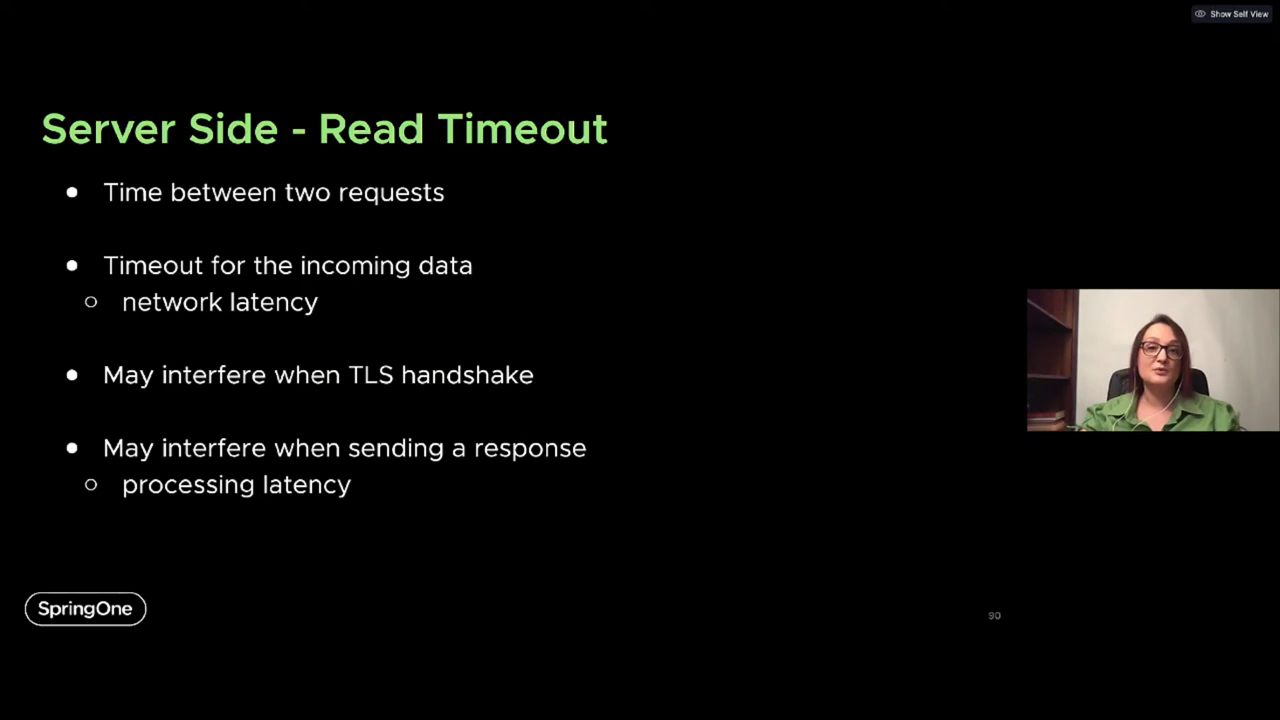 Show Self View
Server Side - Read Timeout
Time between two requests
Timeout for the incoming data
network latency
May interfere when TLS handshake
May interfere when sending a response
processing latency
SpringOne
90